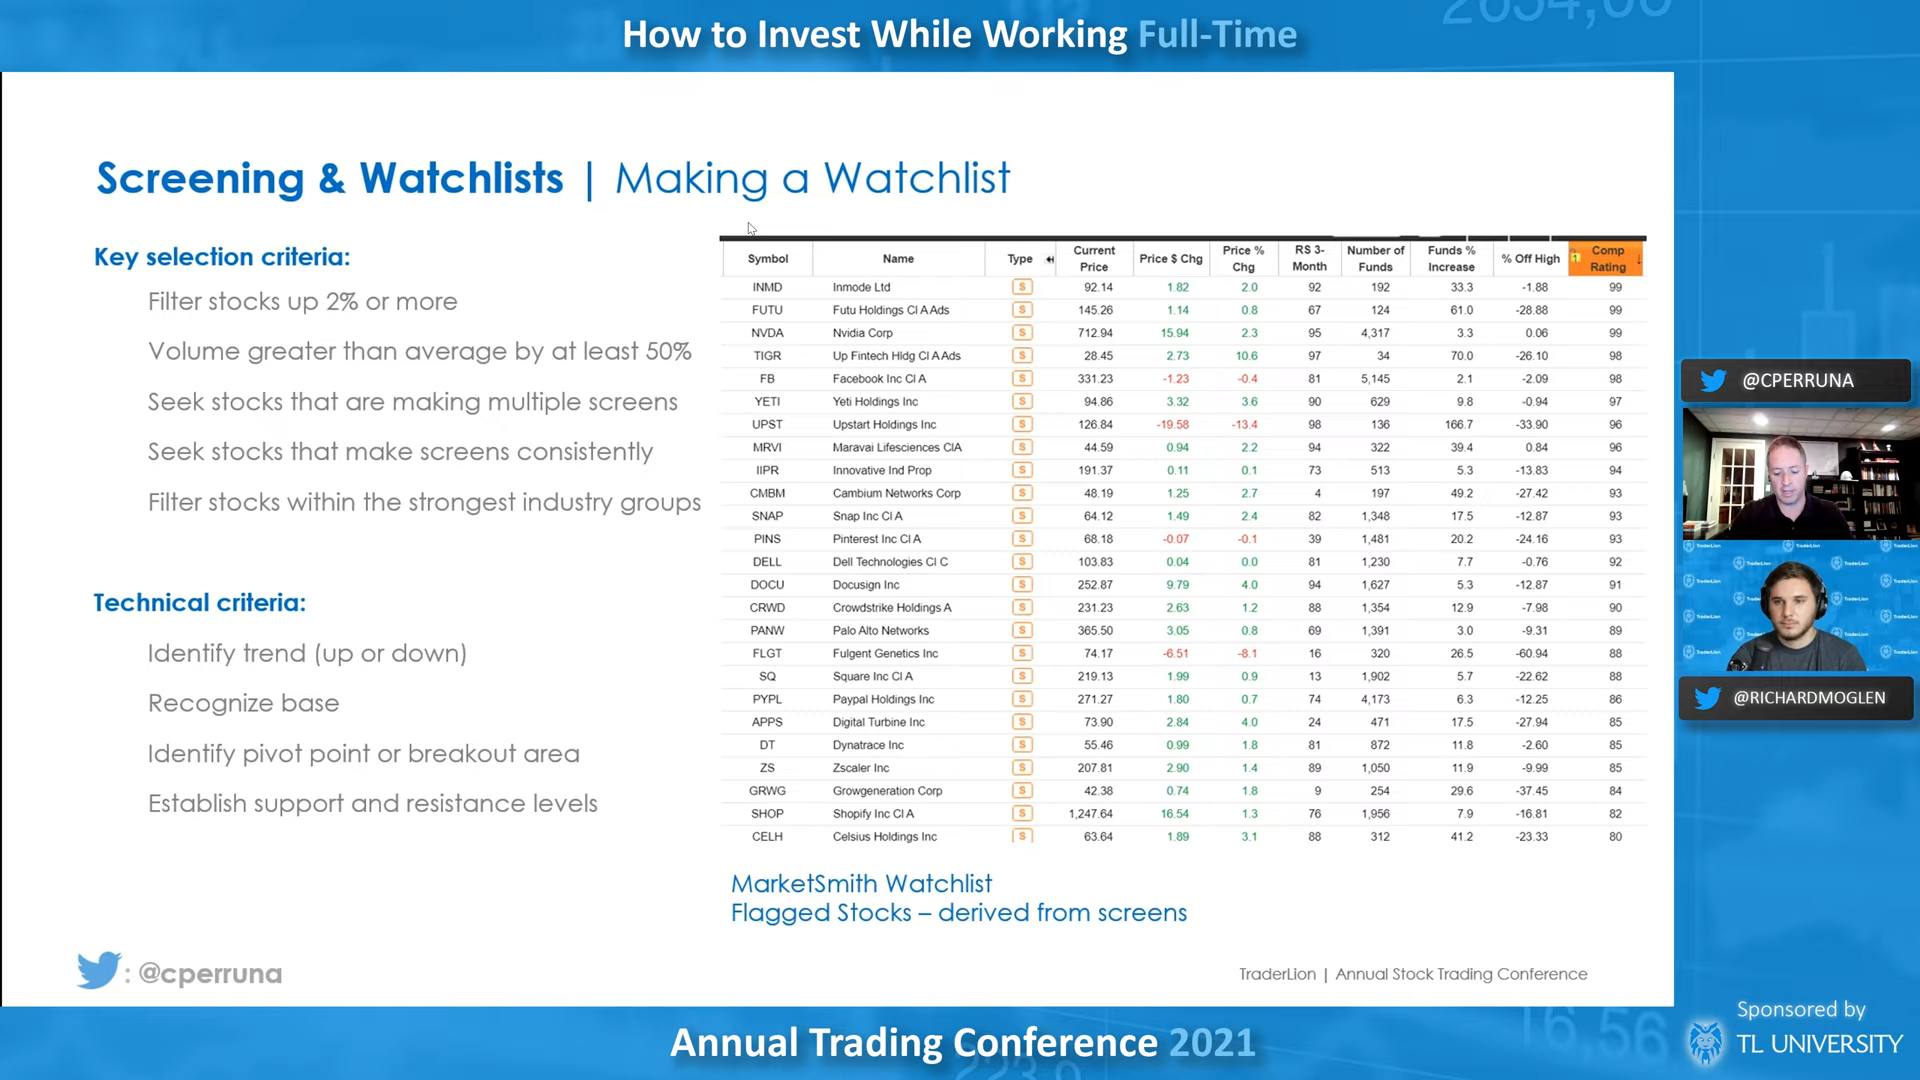 How to Invest While Working Full-Time
Screening & Watchlists | Making a Watchlist
Key selection criteria:
Filter stocks up 2% or more
Volume greater than average by at least 50%
Seek stocks that are making multiple screens
Seek stocks that make screens consistently
Filter stocks within the strongest industry groups
Technical criteria:
Identify trend (up or down)
Recognize base
Identify pivot point or breakout area
Establish support and resistance levels
Symbol Name Type Current Price Price $ Chg Price % Chg RS 3-Month Number of Funds Funds % Increase % Off High Comp Rating
INMD Inmode Ltd S 92.14 1.82 2.0 92 192 33.3 -1.88 99
FUTU Futu Holdings Cl A Ads S 145.26 1.14 0.8 67 124 61.0 -28.88 99
NVDA Nvidia Corp S 712.94 15.94 2.3 95 4,317 3.3 0.06 99
TIGR Up Fintech Hldg Cl A Ads S 28.45 2.73 10.6 97 34 70.0 -26.10 98
FB Facebook Inc Cl A S 331.23 -1.23 -0.4 81 5,145 2.1 -2.09 98
YETI Yeti Holdings Inc S 94.86 3.32 3.6 90 629 9.8 -0.94 97
UPST Upstart Holdings Inc S 126.84 -19.58 -13.4 98 136 166.7 -33.90 96
MRVI Maravai Lifesciences ClA S 44.59 0.94 2.2 94 322 39.4 0.84 96
IIPR Innovative Ind Prop S 191.37 0.11 0.1 73 513 5.3 -13.83 94
CMBM Cambium Networks Corp S 48.19 1.25 2.7 4 197 49.2 -27.42 93
SNAP Snap Inc Cl A S 64.12 1.49 2.4 82 1,348 17.5 -12.87 93
PINS Pinterest Inc Cl A S 68.18 -0.07 -0.1 39 1,481 20.2 -24.16 93
DELL Dell Technologies Cl C S 103.83 0.04 0.0 81 1,230 7.7 -0.76 92
DOCU Docusign Inc S 252.87 9.79 4.0 94 1,627 5.3 -12.87 91
CRWD Crowdstrike Holdings A S 231.23 2.63 1.2 88 1,354 12.9 -7.98 90
PANW Palo Alto Networks S 365.50 3.05 0.8 69 1,391 3.0 -9.31 89
FLGT Fulgent Genetics Inc S 74.17 -6.51 -8.1 16 320 26.5 -60.94 88
SQ Square Inc Cl A S 219.13 1.99 0.9 13 1,902 5.7 -22.62 88
PYPL Paypal Holdings Inc S 271.27 1.80 0.7 74 4,173 6.3 -12.25 86
APPS Digital Turbine Inc S 73.90 2.84 4.0 24 471 17.5 -27.94 85
DT Dynatrace Inc S 55.46 0.99 1.8 81 872 11.8 -2.60 85
ZS Zscaler Inc S 207.81 2.90 1.4 89 1,050 11.9 -9.99 85
GRWG Growgeneration Corp S 42.38 0.74 1.8 9 254 29.6 -37.45 84
SHOP Shopify Inc Cl A S 1,247.64 16.54 1.3 76 1,956 7.9 -16.81 82
CELH Celsius Holdings Inc S 63.64 1.89 3.1 88 312 41.2 -23.33 80
MarketSmith Watchlist
Flagged Stocks – derived from screens
: @cperruna
TraderLion | Annual Stock Trading Conference
@CPERRUNA
@RICHARDMOGLEN
Annual Trading Conference 2021
Sponsored by
TL UNIVERSITY